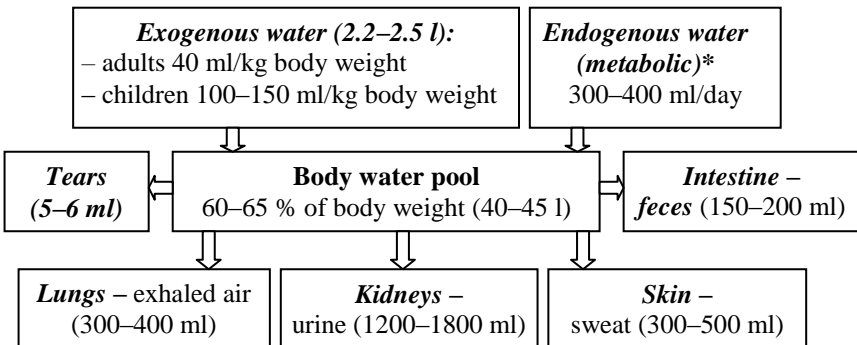 Exogenous water (2.2–2.5 l):
– adults 40 ml/kg body weight
– children 100–150 ml/kg body weight
Endogenous water
(metabolic)*
300–400 ml/day
Tears
(5–6 ml)
Body water pool
60–65 % of body weight (40–45 l)
Intestine –
feces (150–200 ml)
Lungs – exhaled air
(300–400 ml)
Kidneys –
urine (1200–1800 ml)
Skin –
sweat (300–500 ml)